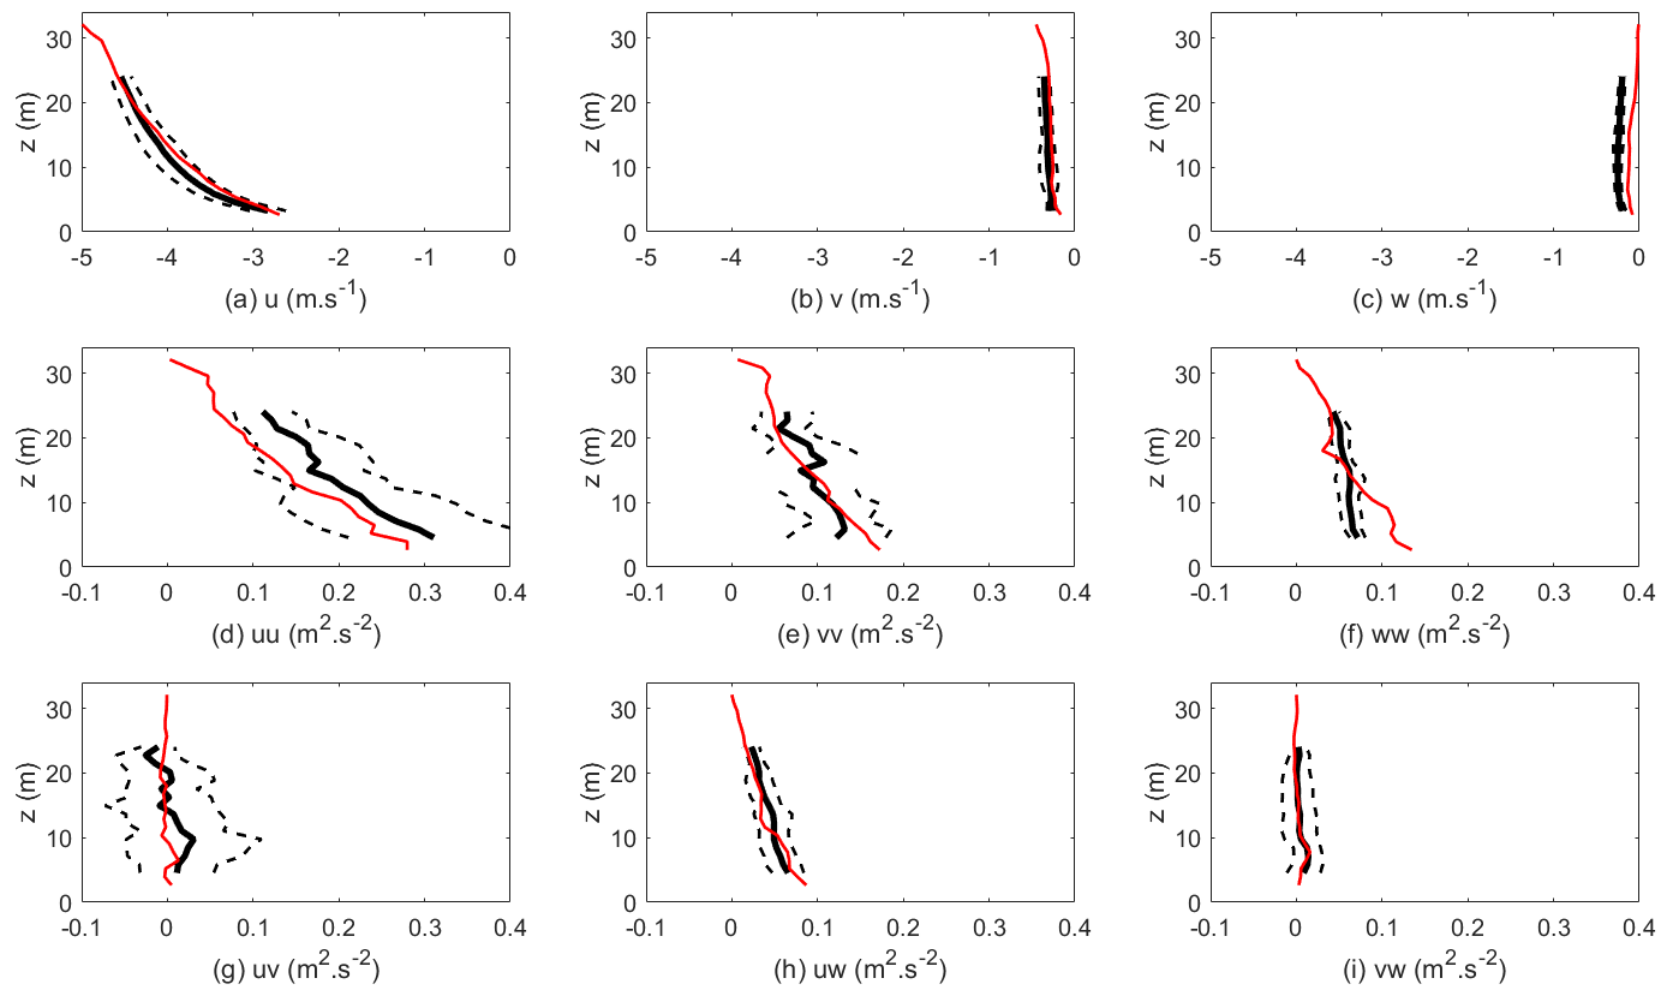 30
20
10
0
z (m)
-5 -4 -3 -2 -1 0
(a) u (m.s⁻¹)
30
20
10
0
z (m)
-5 -4 -3 -2 -1 0
(b) v (m.s⁻¹)
30
20
10
0
z (m)
-5 -4 -3 -2 -1 0
(c) w (m.s⁻¹)
30
20
10
0
z (m)
-0.1 0 0.1 0.2 0.3 0.4
(d) uu (m².s⁻²)
30
20
10
0
z (m)
-0.1 0 0.1 0.2 0.3 0.4
(e) vv (m².s⁻²)
30
20
10
0
z (m)
-0.1 0 0.1 0.2 0.3 0.4
(f) ww (m².s⁻²)
30
20
10
0
z (m)
-0.1 0 0.1 0.2 0.3 0.4
(g) uv (m².s⁻²)
30
20
10
0
z (m)
-0.1 0 0.1 0.2 0.3 0.4
(h) uw (m².s⁻²)
30
20
10
0
z (m)
-0.1 0 0.1 0.2 0.3 0.4
(i) vw (m².s⁻²)